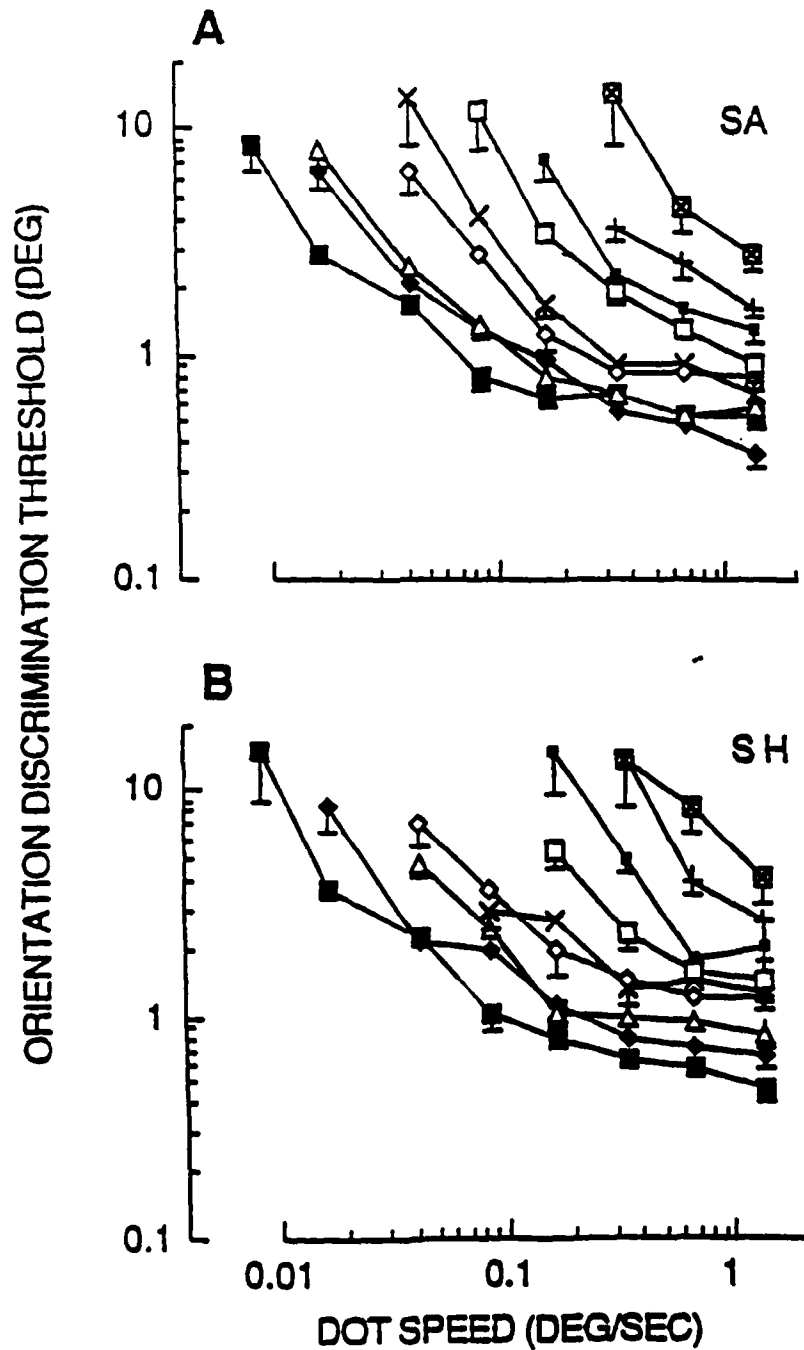 A
SA
10
1
0.1
ORIENTATION DISCRIMINATION THRESHOLD (DEG)
B
SH
10
1
0.1
0.01
0.1
1
DOT SPEED (DEG/SEC)